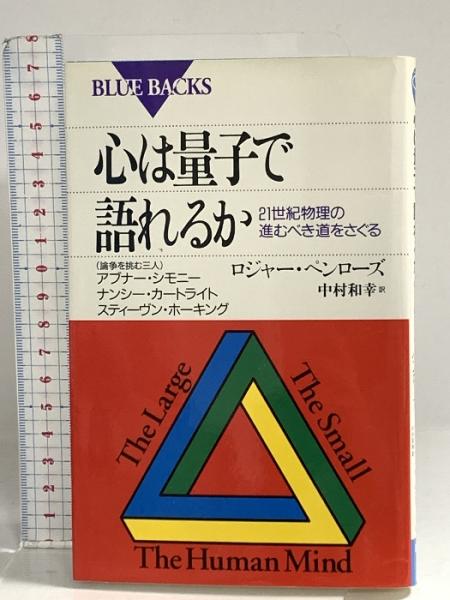 BLUE BACKS
心は量子で
語れるか
21世紀物理の
進むべき道をさぐる
(論争を挑む三人)
アブナー・シモニー
ナンシー・カートライト
スティーヴン・ホーキング
ロジャー・ペンローズ
中村和幸 訳
The Large
The Small
The Human Mind